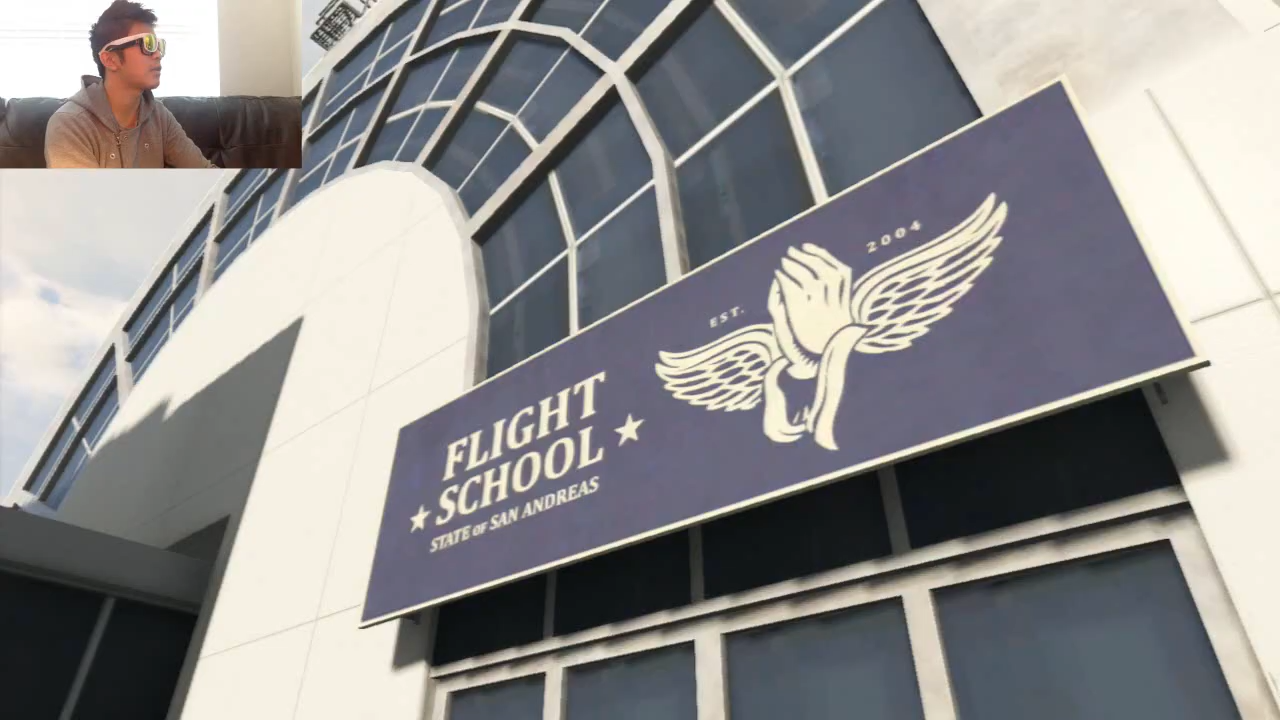 FLIGHT
SCHOOL
STATE OF SAN ANDREAS
EST.
2004